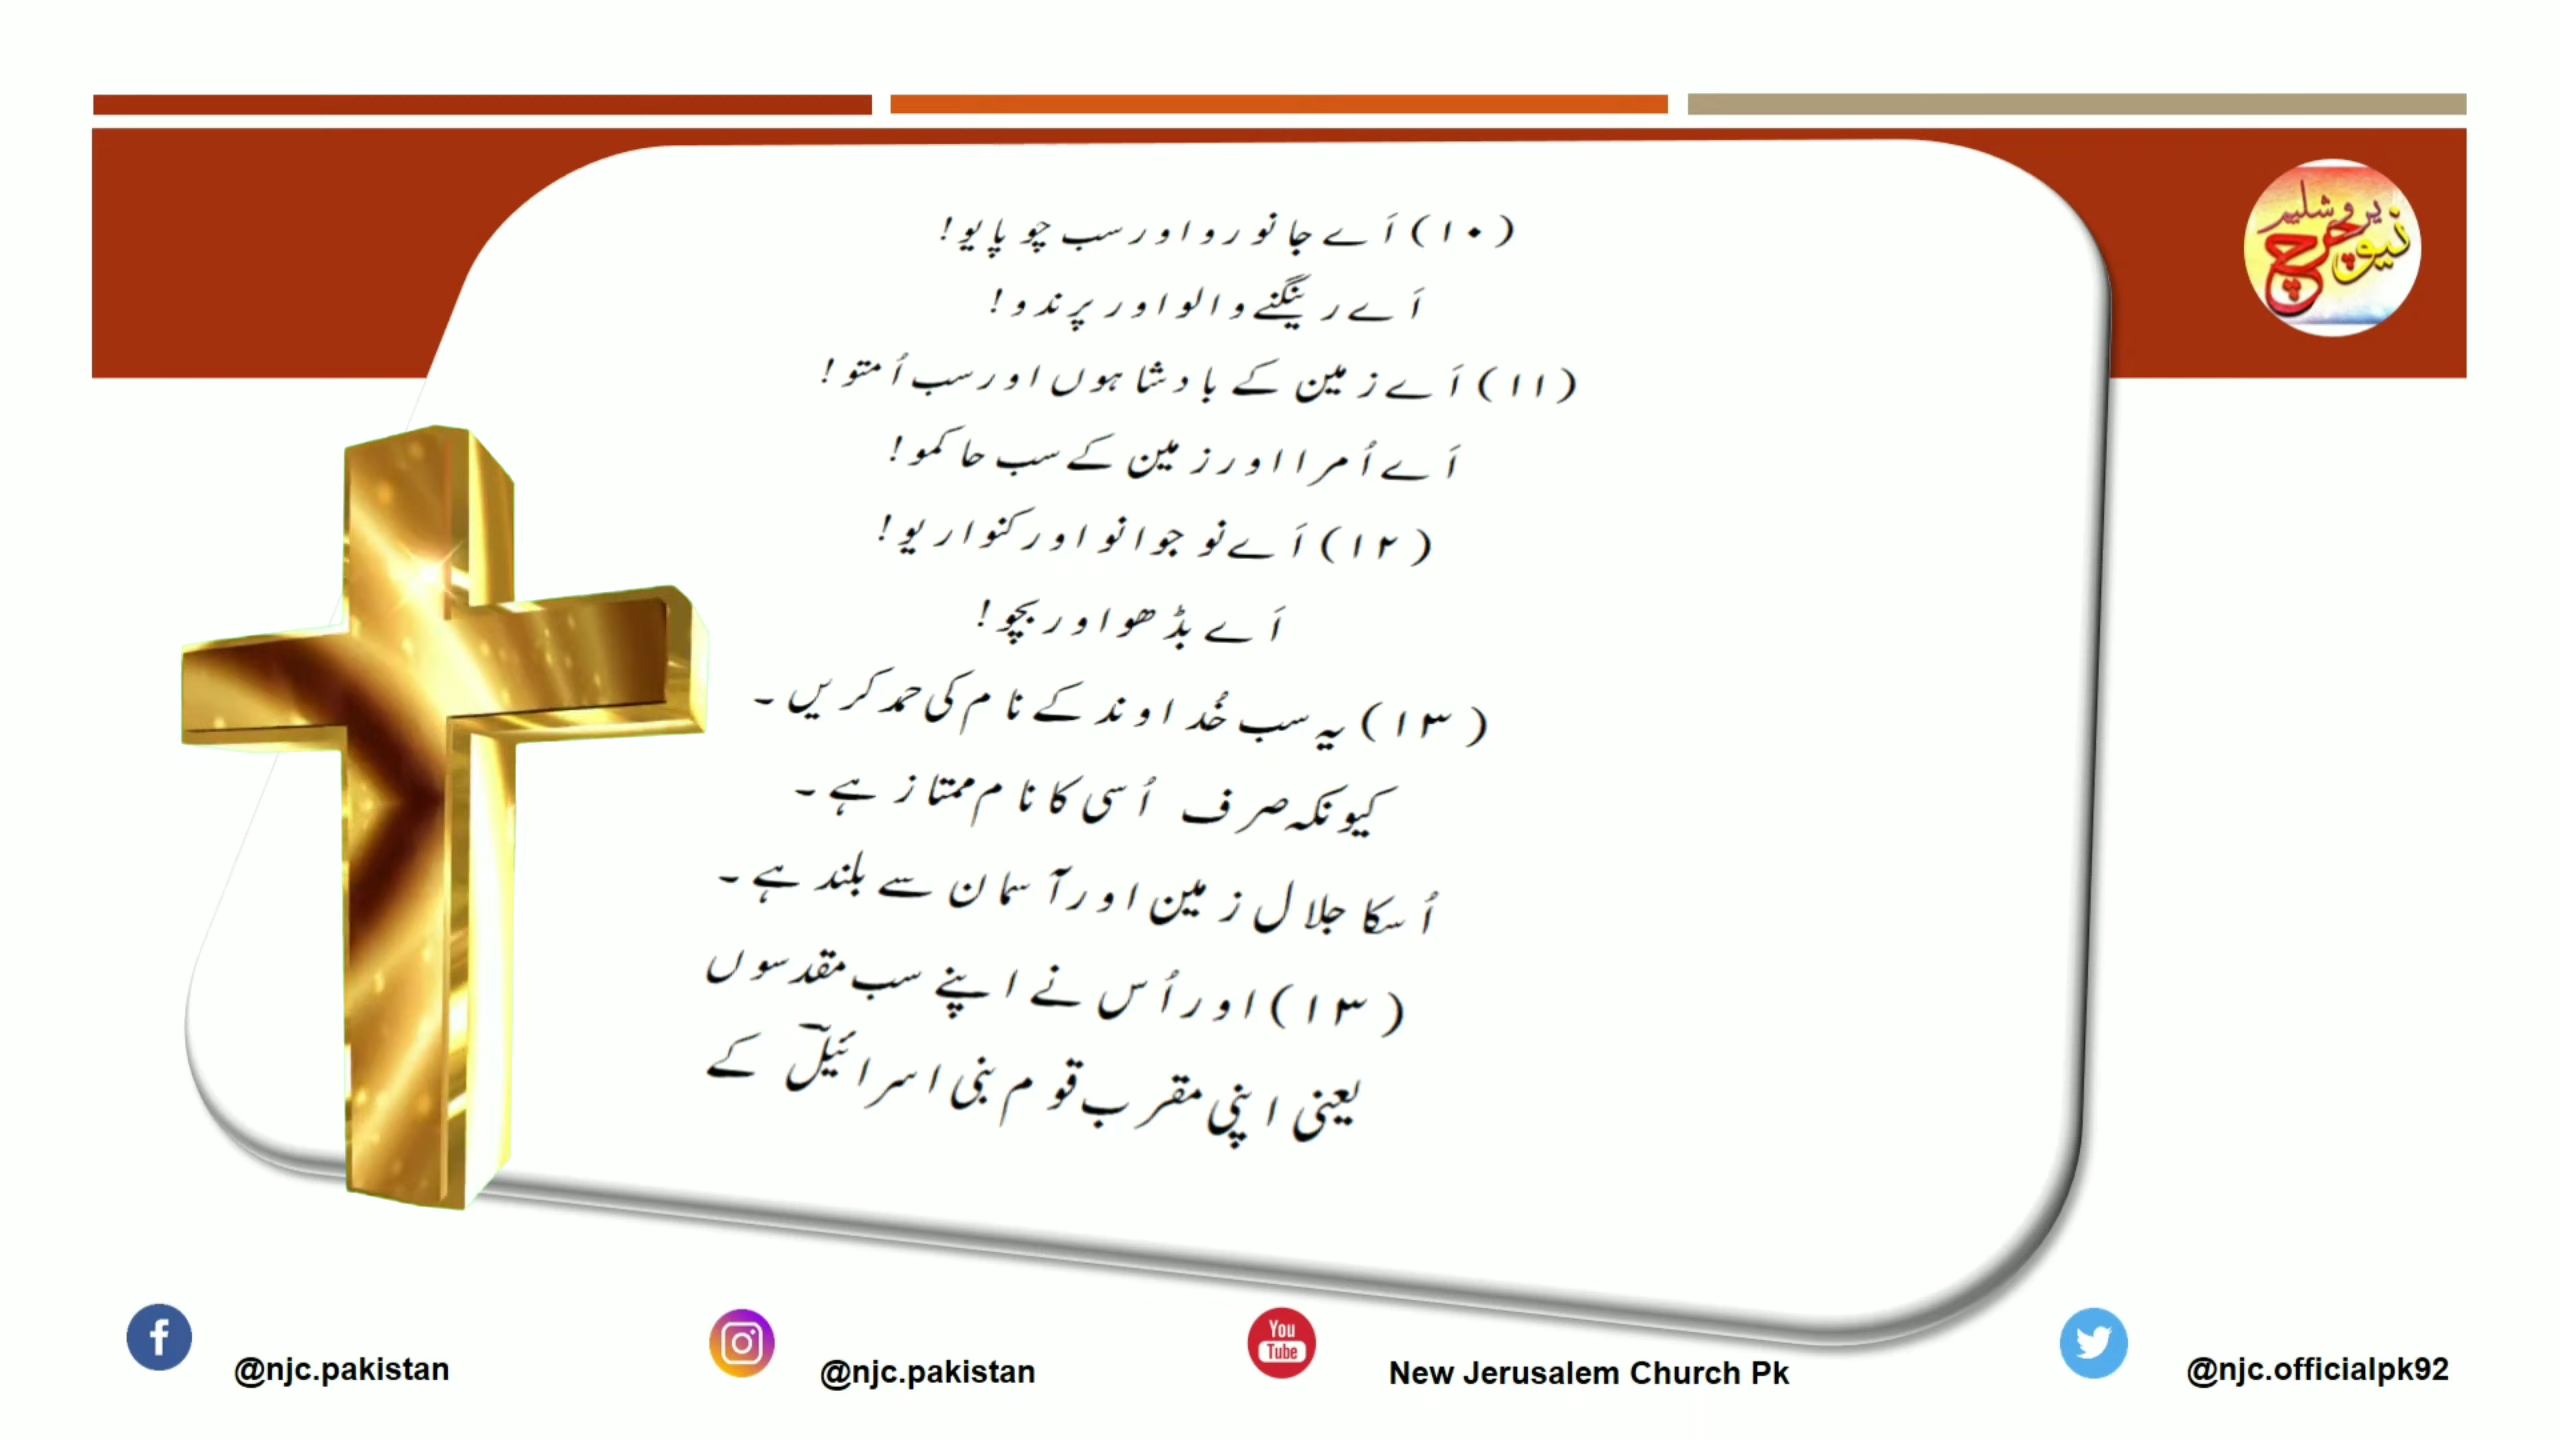 (۱۰) اَے جانورو اور سب چوپایو!
اَے رینگنے والو اور پرندو!
(۱۱) اَے زمین کے بادشاہوں اور سب اُمتو!
اَے اُمرا اور زمین کے سب حاکمو!
(۱۲) اَے نوجوانو اور کنواریو!
اَے بڈھو اور بچو!
(۱۳) یہ سب خُداوند کے نام کی حمد کریں۔
کیونکہ صرف اُسی کا نام ممتاز ہے۔
اُسکا جلال زمین اور آسمان سے بلند ہے۔
(۱۳) اور اُس نے اپنے سب مقدسوں
یعنی اپنی مقرب قوم بنی اسرائیلؔ کے
نیو یروشلیم چرچ
@njc.pakistan
@njc.pakistan
You Tube
New Jerusalem Church Pk
@njc.officialpk92